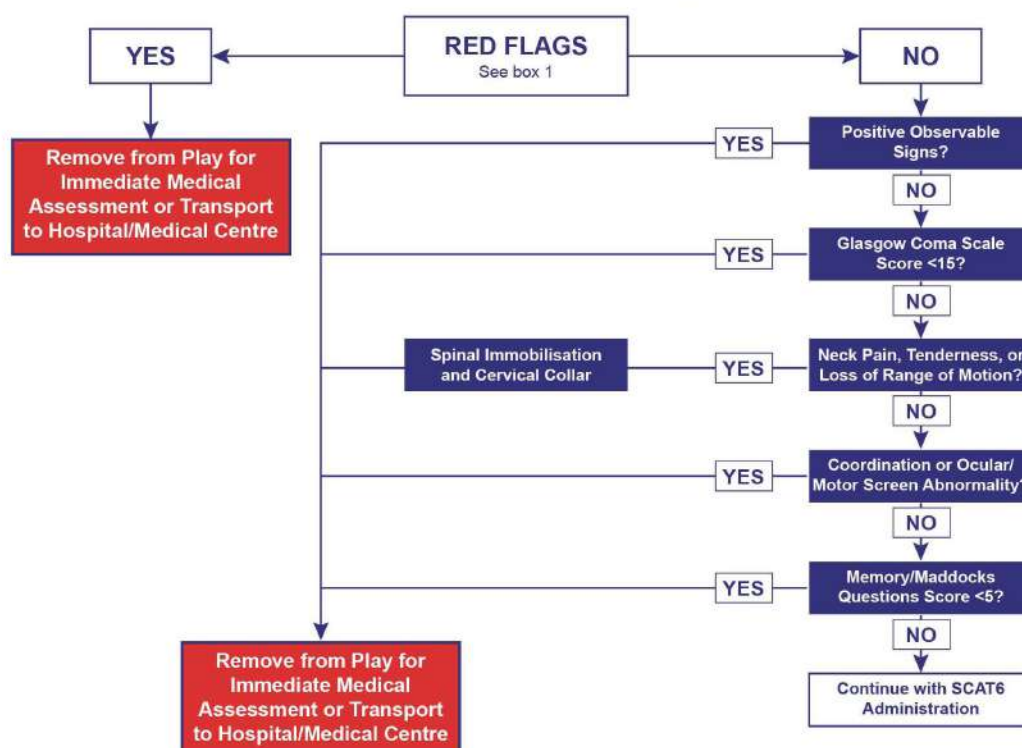 YES
RED FLAGS
See box 1
NO
Remove from Play for
Immediate Medical
Assessment or Transport
to Hospital/Medical Centre
YES
Positive Observable
Signs?
NO
YES
Glasgow Coma Scale
Score <15?
NO
Spinal Immobilisation
and Cervical Collar
YES
Neck Pain, Tenderness, or
Loss of Range of Motion?
NO
YES
Coordination or Ocular/
Motor Screen Abnormality?
NO
YES
Memory/Maddocks
Questions Score <5?
NO
Remove from Play for
Immediate Medical
Assessment or Transport
to Hospital/Medical Centre
Continue with SCAT6
Administration